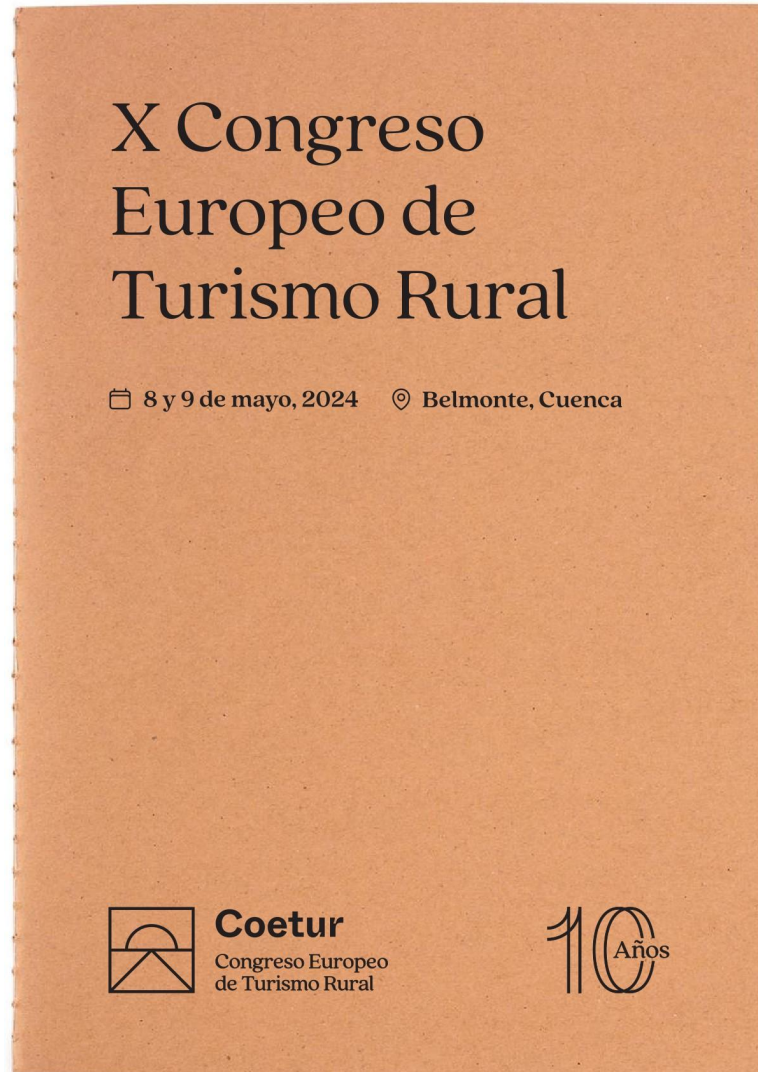 X Congreso
Europeo de
Turismo Rural
8 y 9 de mayo, 2024 Belmonte, Cuenca
Coetur
Congreso Europeo
de Turismo Rural
10 Años